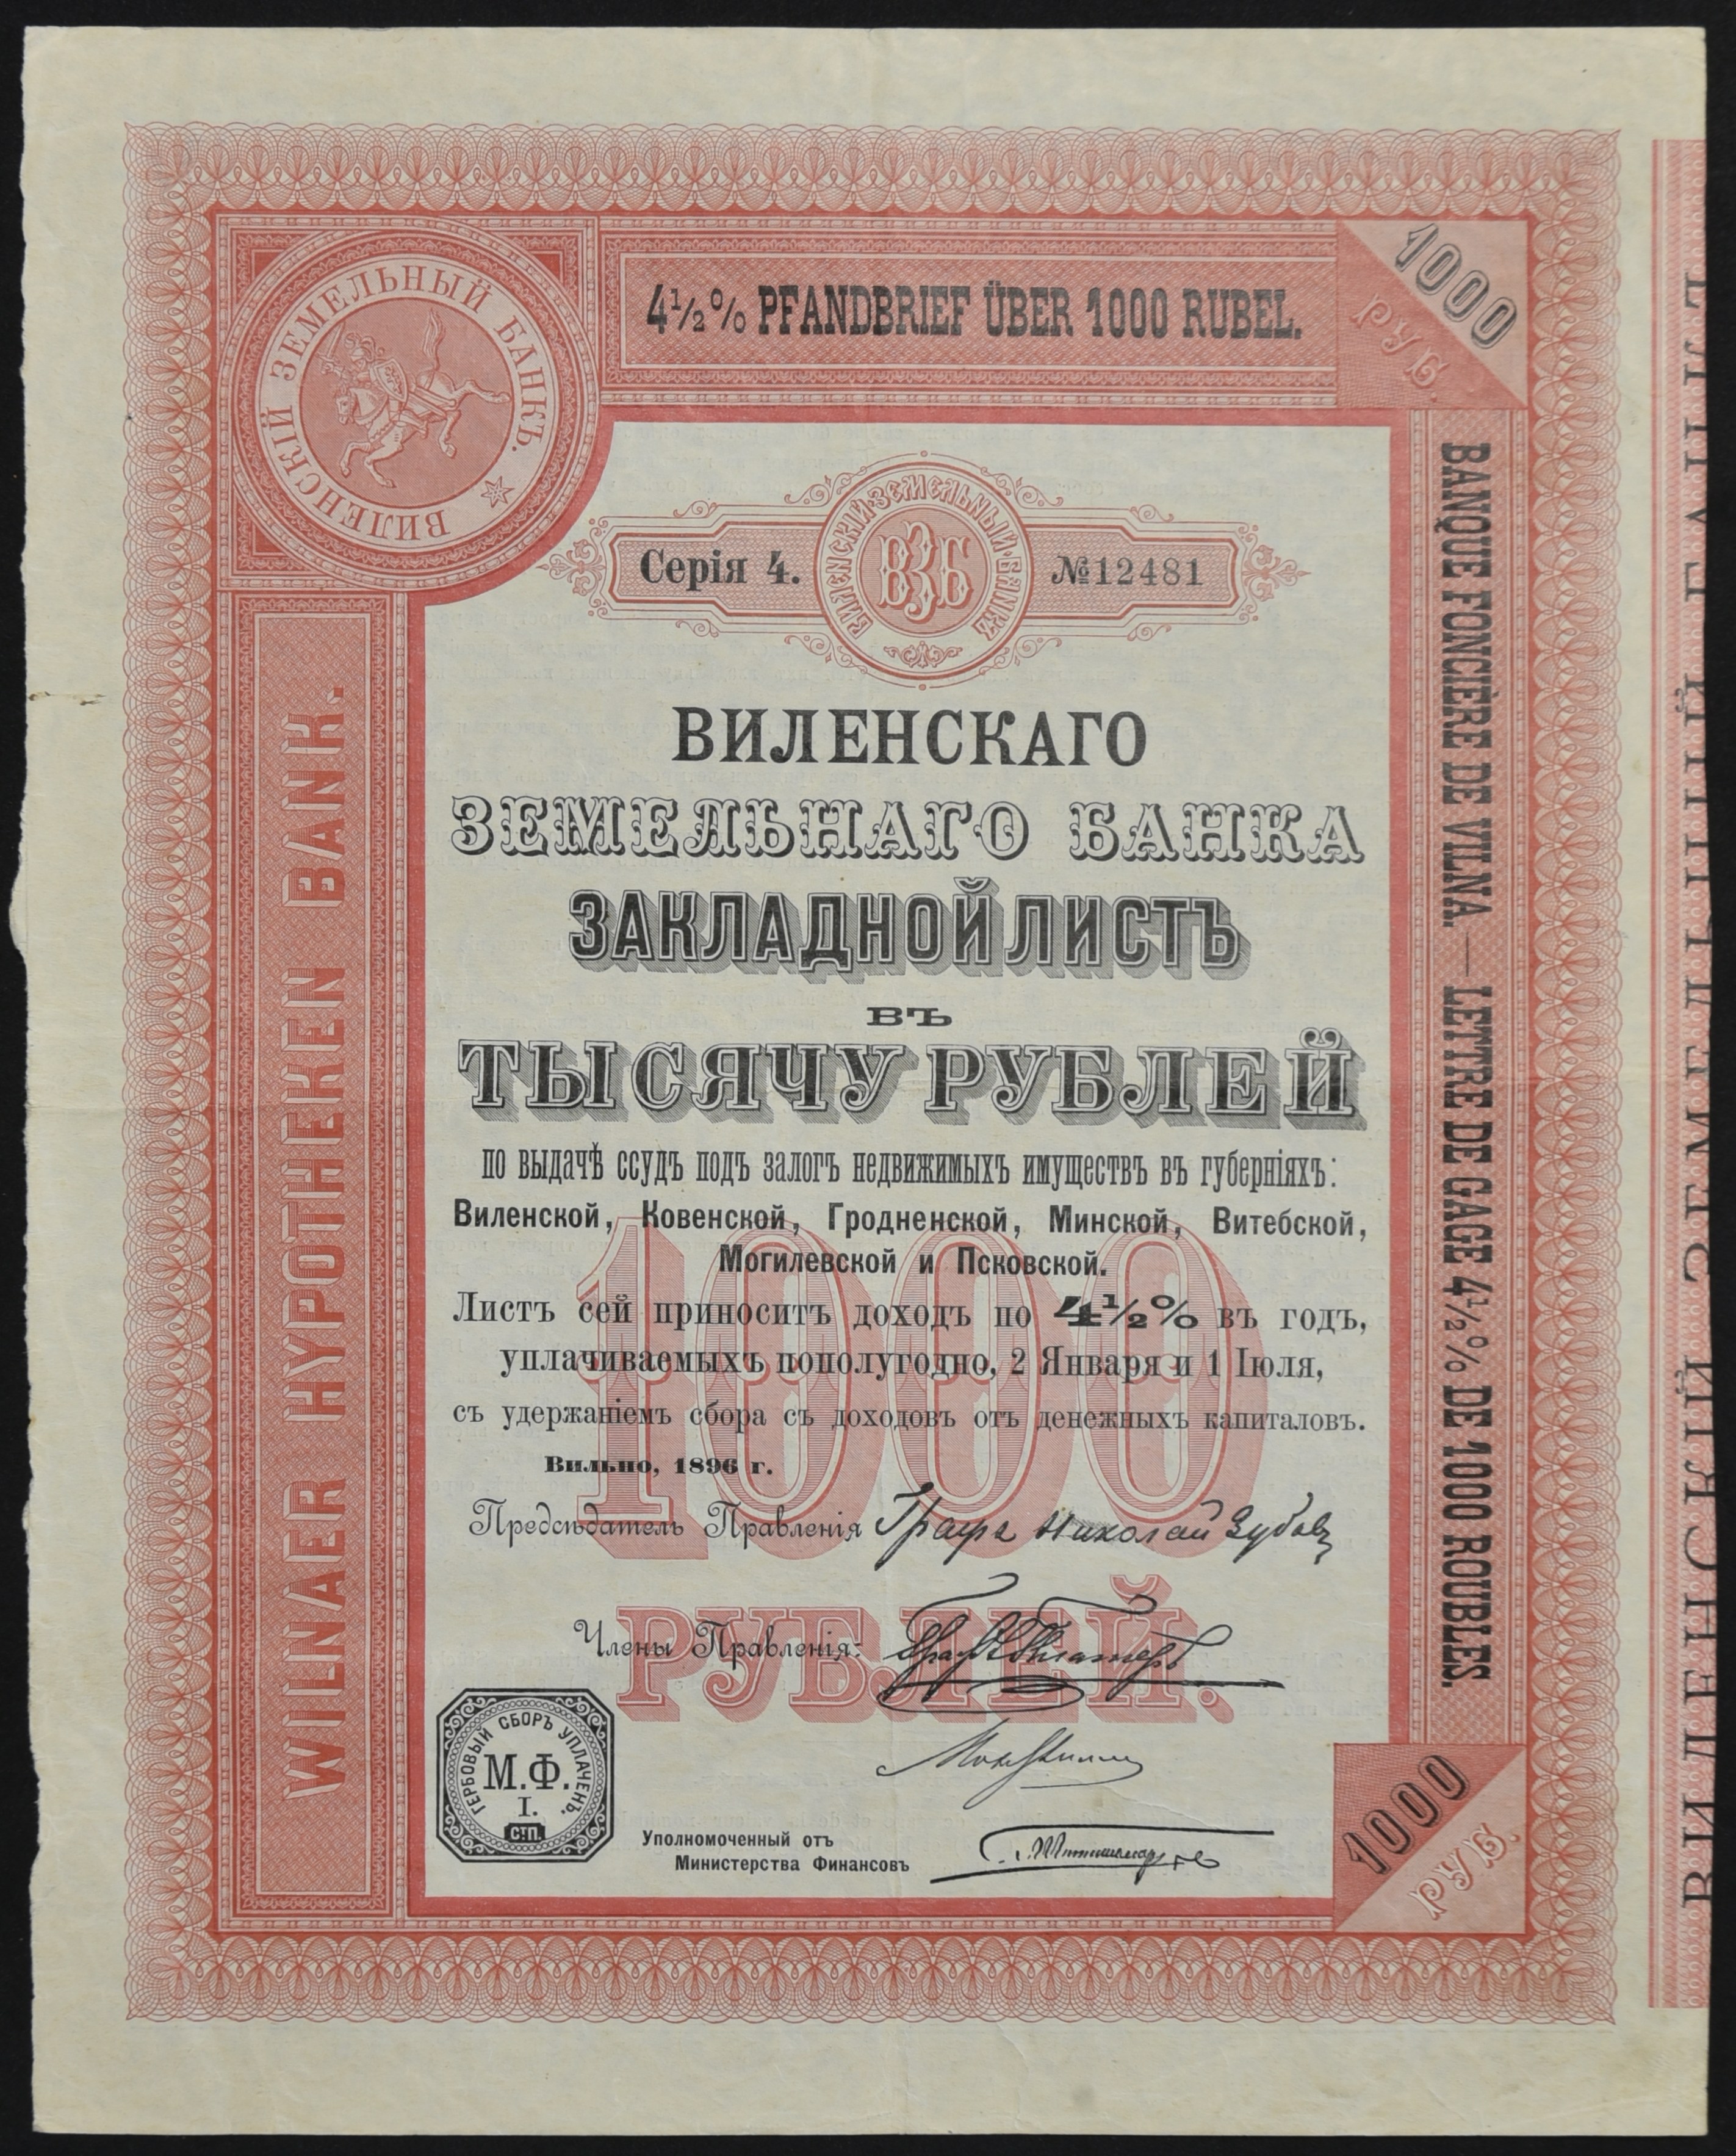 ВИЛЕНСКІЙ ЗЕМЕЛЬНЫЙ БАНКЪ.
4½% PFANDBRIEF ÜBER 1000 RUBEL.
1000
РУБ.
WILNAER HYPOTHEKEN BANK.
BANQUE FONCIÈRE DE VILNA. — LETTRE DE GAGE 4½% DE 1000 ROUBLES.
Серія 4.
ВИЛЕНСКІЙ·ЗЕМЕЛЬНЫЙ·БАНКЪ
ВЗБ
№12481
ВИЛЕНСКАГО
ЗЕМЕЛЬНАГО БАНКА
ЗАКЛАДНОЙ ЛИСТЪ
ВЪ
ТЫСЯЧУ РУБЛЕЙ
по выдачѣ ссудъ подъ залогъ недвижимыхъ имуществъ въ губерніяхъ:
Виленской, Ковенской, Гродненской, Минской, Витебской,
Могилевской и Псковской.
Листъ сей приноситъ доходъ по 4½% въ годъ,
уплачиваемыхъ пополугодно, 2 Января и 1 Іюля,
съ удержаніемъ сбора съ доходовъ отъ денежныхъ капиталовъ.
1000
РУБЛЕЙ.
Вильно, 1896 г.
Предсѣдатель Правленія Графъ Николай Зубовъ
Члены Правленія:
ГЕРБОВЫЙ СБОРЪ УПЛАЧЕНЪ.
М.Ф.
I.
СТП.
Уполномоченный отъ
Министерства Финансовъ
1000
РУБ.
ВИЛЕНСКІЙ ЗЕМЕЛЬНЫЙ БАНКЪ